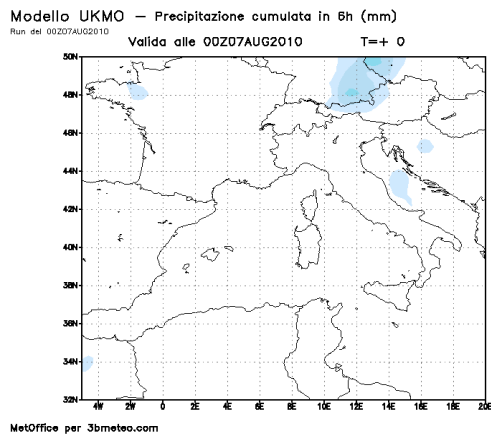 Modello UKMO – Precipitazione cumulata in 6h (mm)
Run del 00Z07AUG2010
Valida alle 00Z07AUG2010 T=+ 0
50N
48N
46N
44N
42N
40N
38N
36N
34N
32N
4W 2W 0 2E 4E 6E 8E 10E 12E 14E 16E 18E 20E
MetOffice per 3bmeteo.com